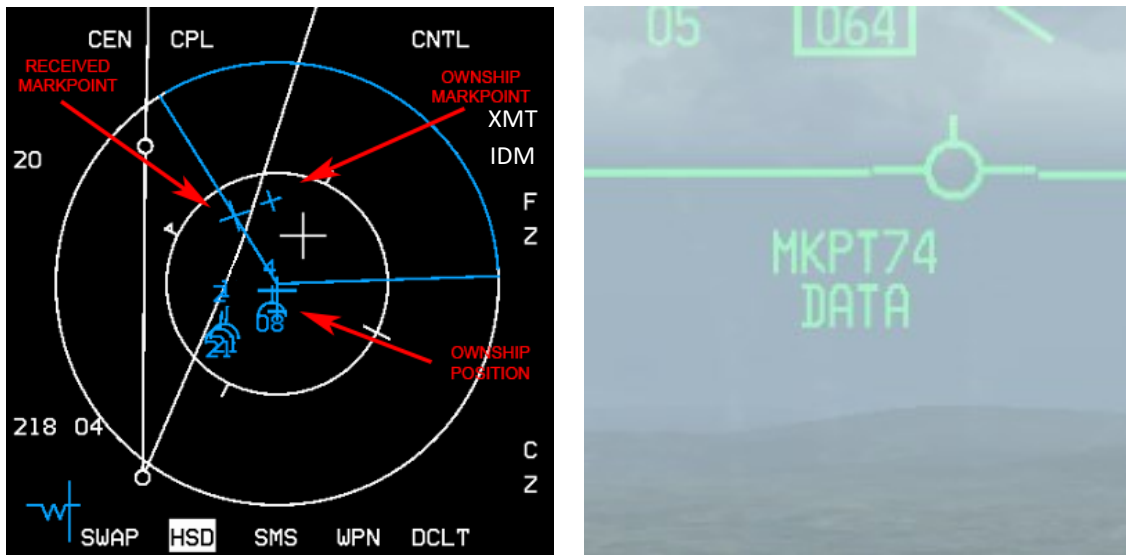 CEN CPL CNTL
RECEIVED
MARKPOINT
OWNSHIP
MARKPOINT
XMT
20
IDM
F
Z
4
08
21
OWNSHIP
POSITION
218 04
C
Z
W
SWAP HSD SMS WPN DCLT
05 064
MKPT74
DATA